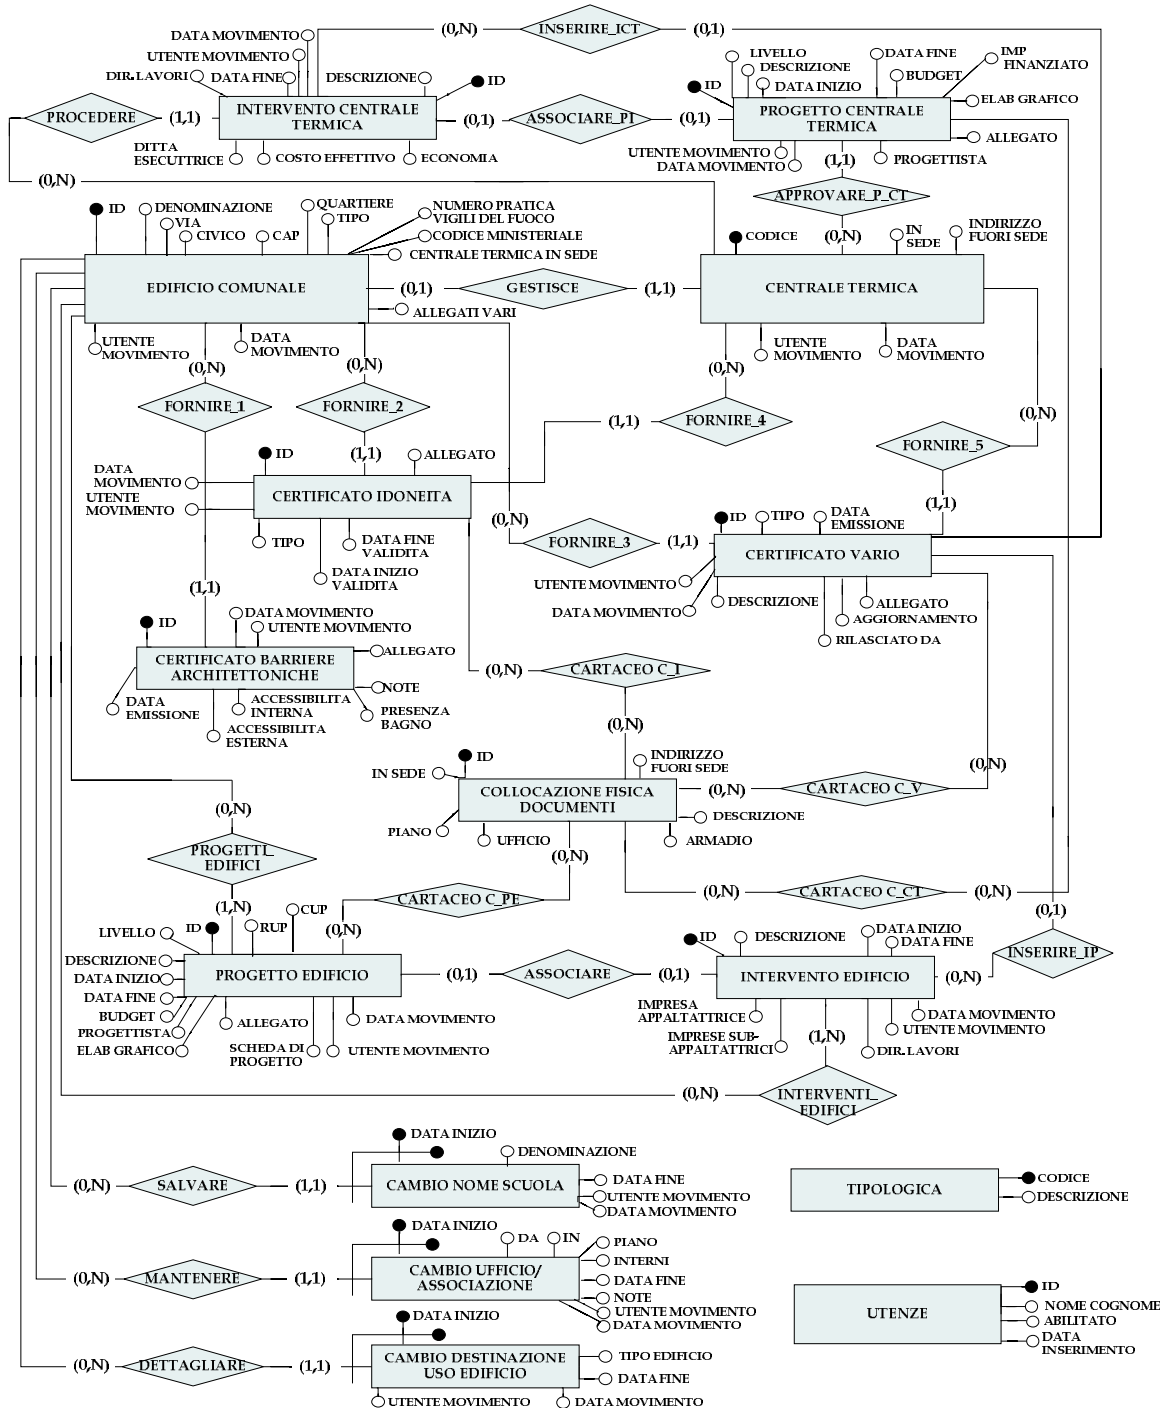 INSERIRE_ICT
(0,N)
(0,1)
DATA MOVIMENTO
UTENTE MOVIMENTO
DIR.LAVORI
DATA FINE
DESCRIZIONE
ID
INTERVENTO CENTRALE
TERMICA
DITTA
ESECUTTRICE
COSTO EFFETTIVO
ECONOMIA
PROCEDERE
(1,1)
(0,N)
(0,1)
ASSOCIARE_PI
(0,1)
LIVELLO
DESCRIZIONE
DATA INIZIO
DATA FINE
BUDGET
IMP
FINANZIATO
ID
ELAB GRAFICO
PROGETTO CENTRALE
TERMICA
ALLEGATO
UTENTE MOVIMENTO
DATA MOVIMENTO
PROGETTISTA
(1,1)
APPROVARE_P_CT
(0,N)
ID
DENOMINAZIONE
VIA
CIVICO
CAP
QUARTIERE
TIPO
NUMERO PRATICA
VIGILI DEL FUOCO
CODICE MINISTERIALE
CENTRALE TERMICA IN SEDE
EDIFICIO COMUNALE
ALLEGATI VARI
UTENTE
MOVIMENTO
DATA
MOVIMENTO
(0,1)
GESTISCE
(1,1)
CODICE
IN
SEDE
INDIRIZZO
FUORI SEDE
CENTRALE TERMICA
UTENTE
MOVIMENTO
DATA
MOVIMENTO
(0,N)
(0,N)
(0,N)
FORNIRE_1
FORNIRE_2
FORNIRE_4
(1,1)
(0,N)
FORNIRE_5
(1,1)
(1,1)
ID
ALLEGATO
DATA
MOVIMENTO
UTENTE
MOVIMENTO
CERTIFICATO IDONEITA
TIPO
DATA FINE
VALIDITA
DATA INIZIO
VALIDITA
(0,N)
FORNIRE_3
(1,1)
ID
TIPO
DATA
EMISSIONE
CERTIFICATO VARIO
UTENTE MOVIMENTO
DATA MOVIMENTO
DESCRIZIONE
ALLEGATO
AGGIORNAMENTO
RILASCIATO DA
(1,1)
ID
DATA MOVIMENTO
UTENTE MOVIMENTO
CERTIFICATO BARRIERE
ARCHITETTONICHE
ALLEGATO
NOTE
PRESENZA
BAGNO
DATA
EMISSIONE
ACCESSIBILITA
INTERNA
ACCESSIBILITA
ESTERNA
(0,N)
CARTACEO C_I
(0,N)
ID
IN SEDE
INDIRIZZO
FUORI SEDE
COLLOCAZIONE FISICA
DOCUMENTI
PIANO
UFFICIO
DESCRIZIONE
ARMADIO
(0,N)
CARTACEO C_V
(0,N)
(0,N)
PROGETTI_
EDIFICI
(1,N)
(0,N)
CARTACEO C_PE
(0,N)
(0,N)
CARTACEO C_CT
(0,N)
(0,1)
INSERIRE_IP
(0,N)
LIVELLO
ID
RUP
CUP
DESCRIZIONE
DATA INIZIO
DATA FINE
BUDGET
PROGETTISTA
ELAB GRAFICO
PROGETTO EDIFICIO
ALLEGATO
SCHEDA DI
PROGETTO
UTENTE MOVIMENTO
DATA MOVIMENTO
(0,1)
ASSOCIARE
(0,1)
ID
DESCRIZIONE
DATA INIZIO
DATA FINE
INTERVENTO EDIFICIO
IMPRESA
APPALTATTRICE
IMPRESE SUB-
APPALTATTRICI
DIR.LAVORI
DATA MOVIMENTO
UTENTE MOVIMENTO
(1,N)
INTERVENTI_
EDIFICI
(0,N)
(0,N)
SALVARE
(1,1)
DATA INIZIO
DENOMINAZIONE
CAMBIO NOME SCUOLA
DATA FINE
UTENTE MOVIMENTO
DATA MOVIMENTO
(0,N)
MANTENERE
(1,1)
DATA INIZIO
DA
IN
CAMBIO UFFICIO/
ASSOCIAZIONE
PIANO
INTERNI
DATA FINE
NOTE
UTENTE MOVIMENTO
DATA MOVIMENTO
(0,N)
DETTAGLIARE
(1,1)
DATA INIZIO
CAMBIO DESTINAZIONE
USO EDIFICIO
TIPO EDIFICIO
DATA FINE
UTENTE MOVIMENTO
DATA MOVIMENTO
TIPOLOGICA
CODICE
DESCRIZIONE
UTENZE
ID
NOME COGNOME
ABILITATO
DATA
INSERIMENTO